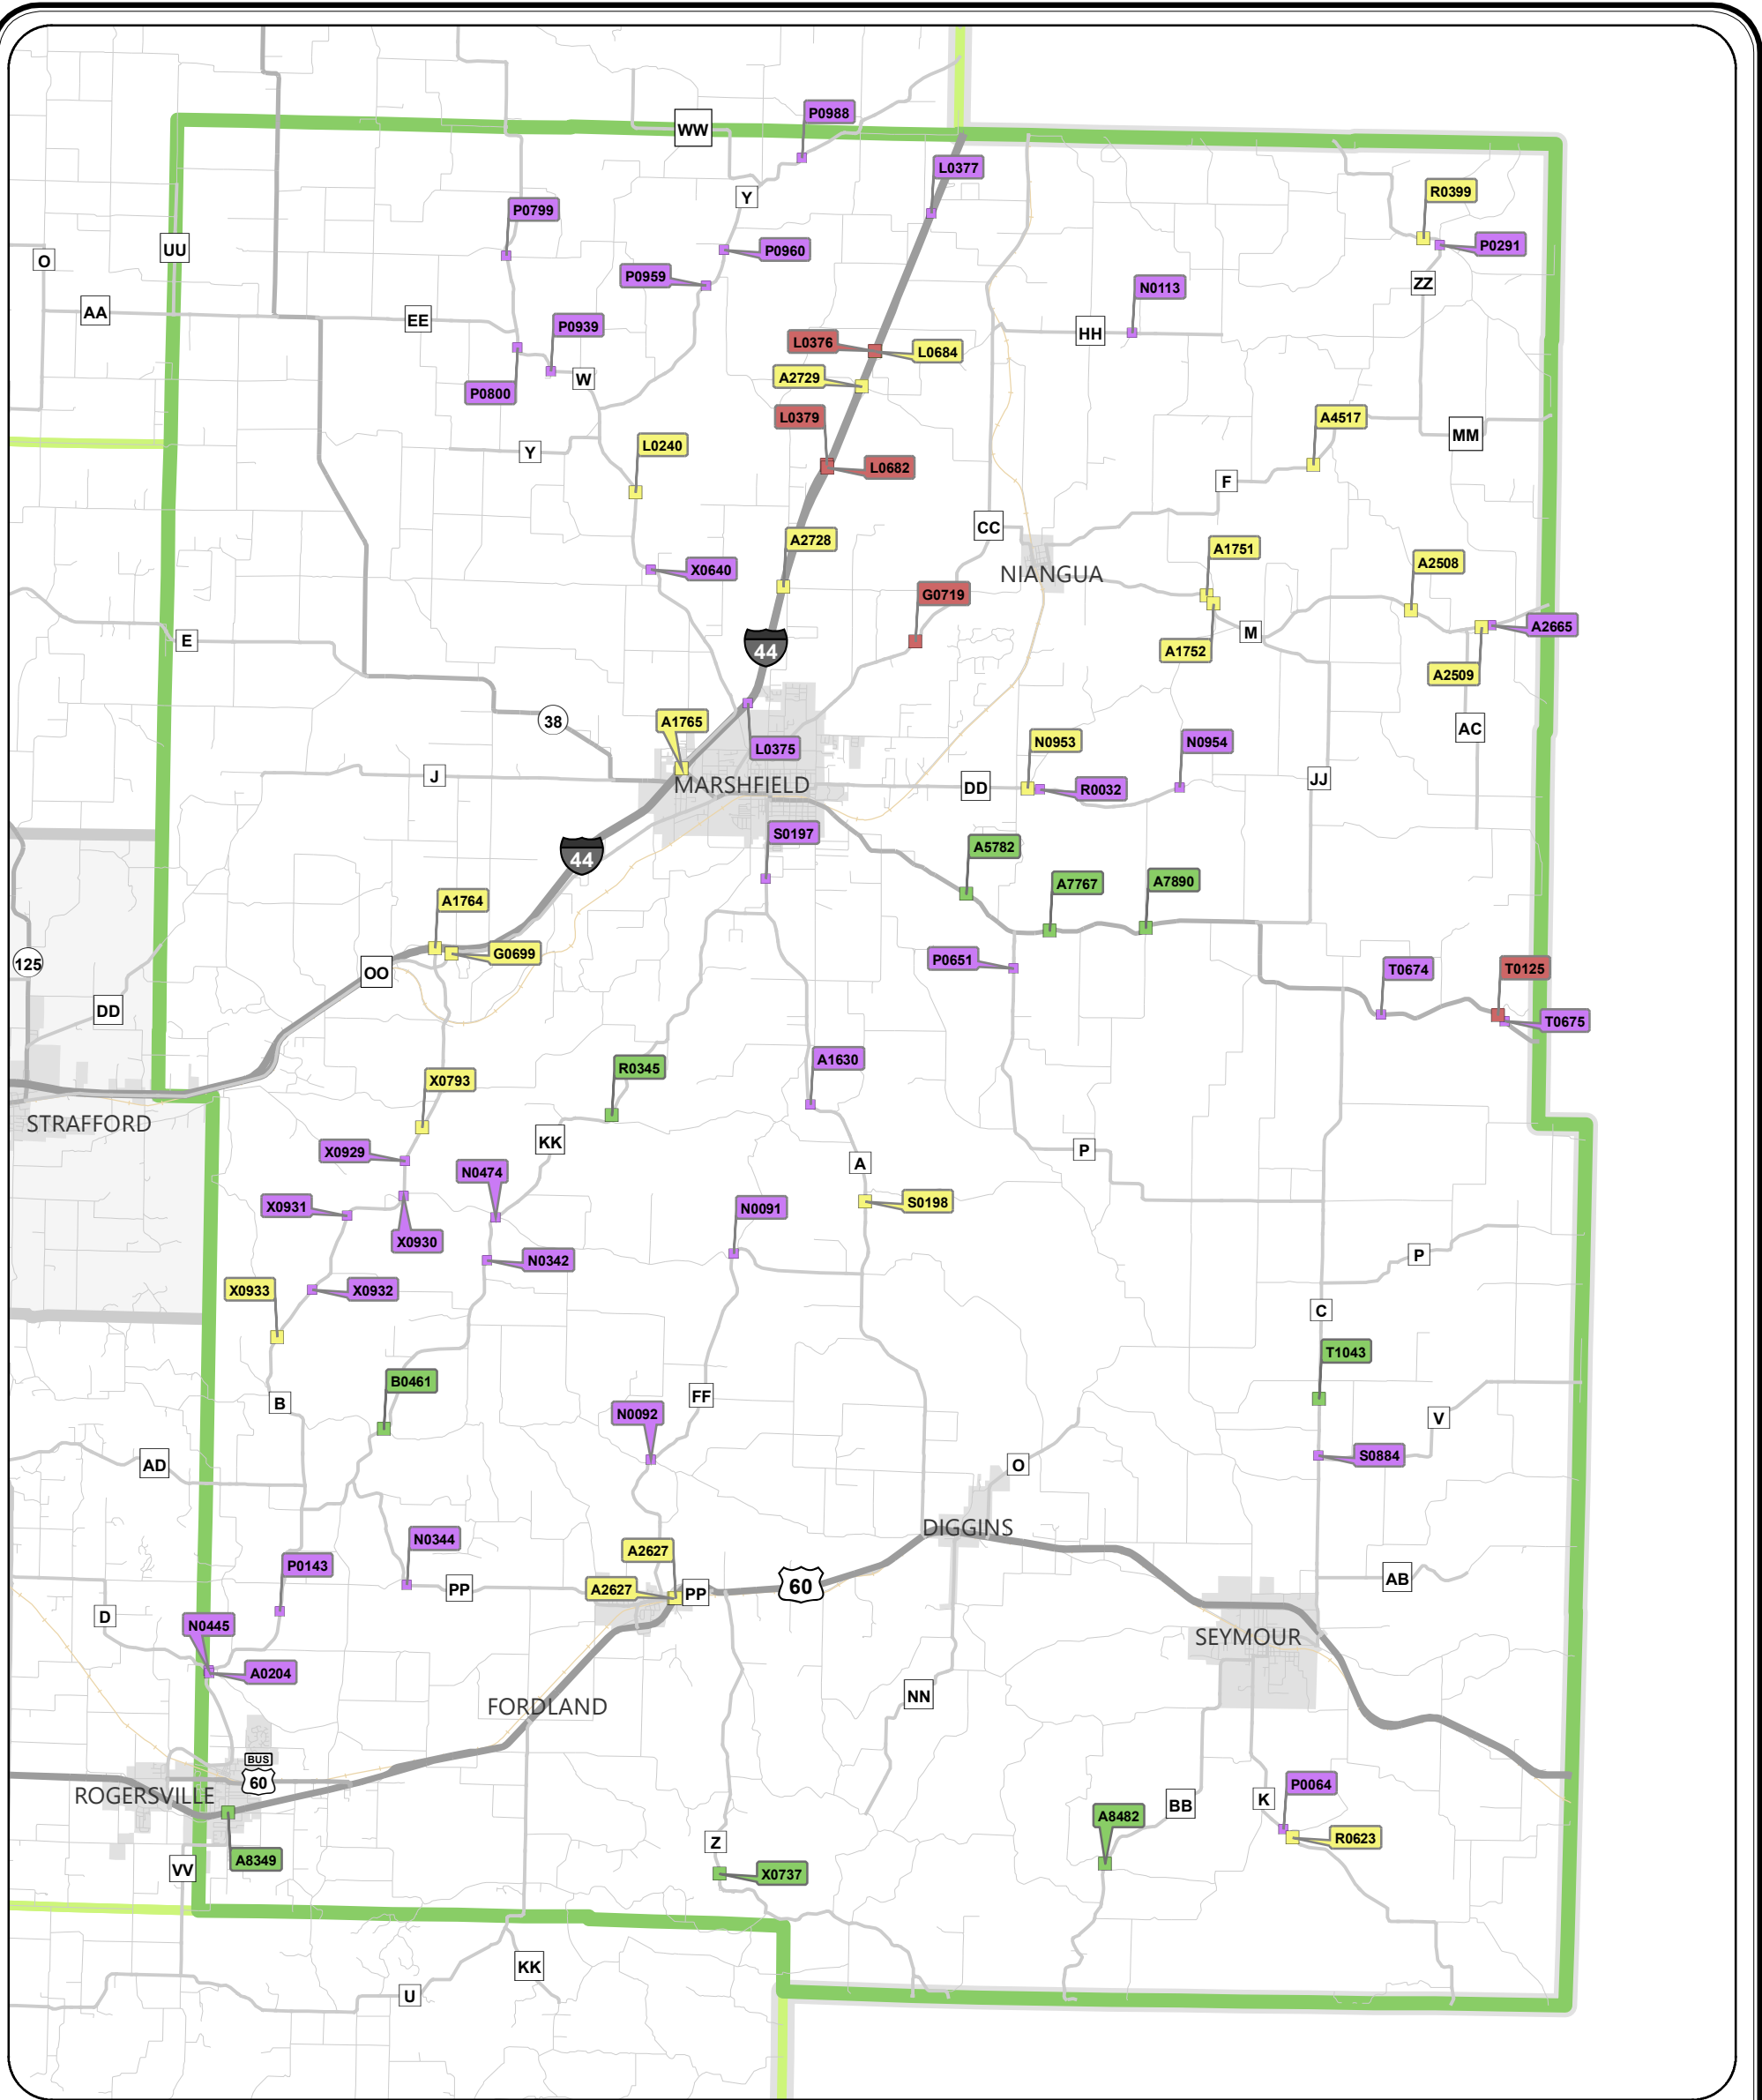 P0988
WW
L0377
R0399
Y
P0799
P0291
UU
P0960
O
P0959
ZZ
N0113
AA
EE
P0939
HH
L0376
L0684
A2729
W
P0800
L0379
A4517
MM
L0240
Y
L0682
F
CC
A2728
A1751
A2508
X0640
NIANGUA
G0719
A2665
M
E
44
A1752
A2509
38
A1765
AC
N0953
N0954
L0375
J
JJ
MARSHFIELD
DD
R0032
S0197
A5782
44
A7767
A7890
A1764
G0699
P0651
125
OO
T0674
T0125
DD
T0675
A1630
R0345
X0793
STRAFFORD
KK
X0929
P
A
N0474
S0198
X0931
N0091
X0930
P
N0342
X0933
X0932
C
T1043
B0461
FF
B
N0092
V
S0884
AD
O
DIGGINS
N0344
A2627
P0143
AB
60
PP
A2627
PP
D
N0445
SEYMOUR
A0204
NN
FORDLAND
BUS
60
P0064
ROGERSVILLE
K
BB
A8482
R0623
Z
A8349
VV
X0737
KK
U